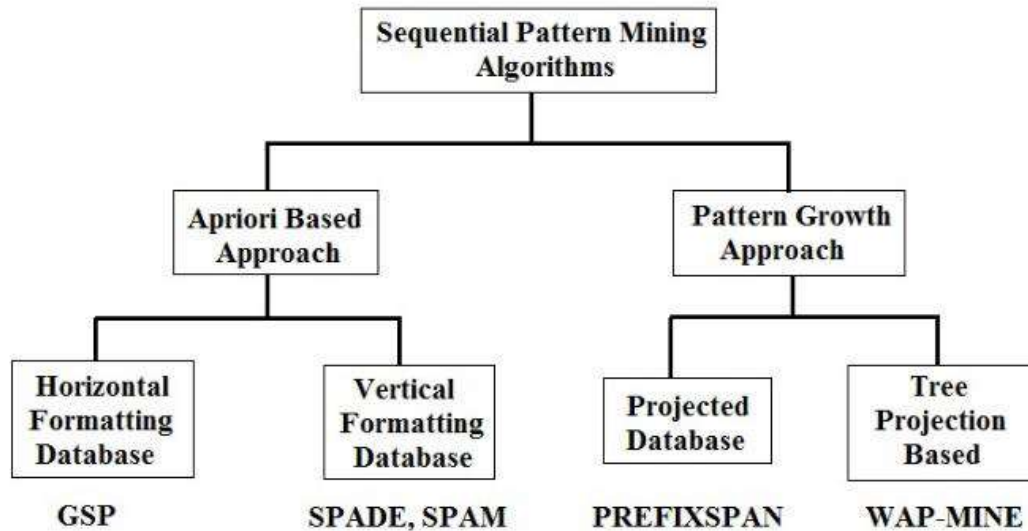 Sequential Pattern Mining
Algorithms
Apriori Based
Approach
Pattern Growth
Approach
Horizontal
Formatting
Database
Vertical
Formatting
Database
Projected
Database
Tree
Projection
Based
GSP
SPADE, SPAM
PREFIXSPAN
WAP-MINE